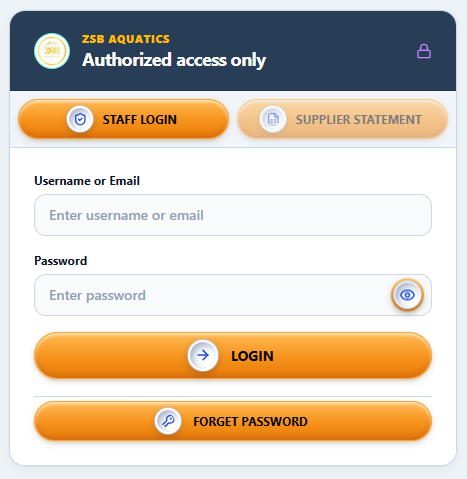 ZSB AQUATICS
Authorized access only
STAFF LOGIN
SUPPLIER STATEMENT
Username or Email
Enter username or email
Password
Enter password
LOGIN
FORGET PASSWORD